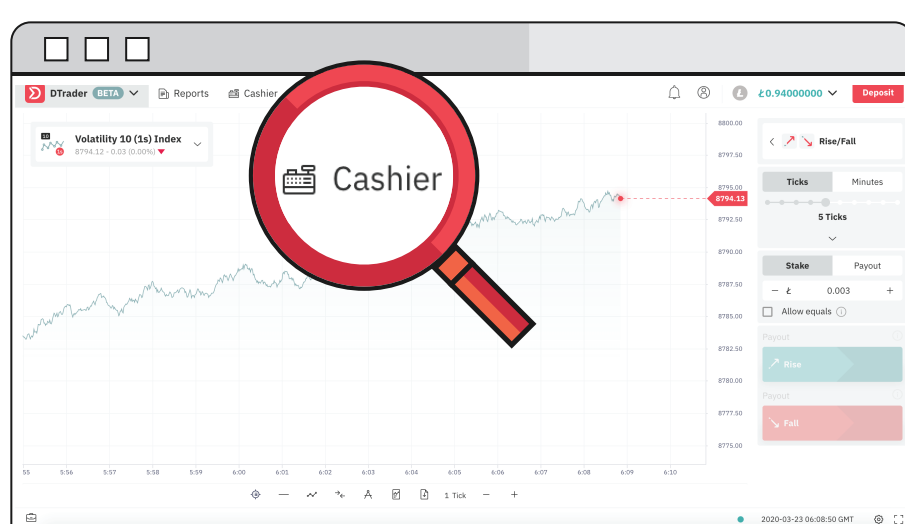 DTrader BETA Reports Cashier Ł0.94000000 Deposit
10 Volatility 10 (1s) Index
1s 8794.12 - 0.03 (0.00%)
Cashier
8800.00
8797.50
8795.00
8794.13
8792.50
8790.00
8787.50
8785.00
8782.50
8780.00
8777.50
8775.00
Rise/Fall
Ticks Minutes
5 Ticks
Stake Payout
− Ł 0.003 +
Allow equals
Payout
Rise
Payout
Fall
55 5:56 5:57 5:58 5:59 6:00 6:01 6:02 6:03 6:04 6:05 6:06 6:07 6:08 6:09 6:10
1 Tick − +
2020-03-23 06:08:50 GMT